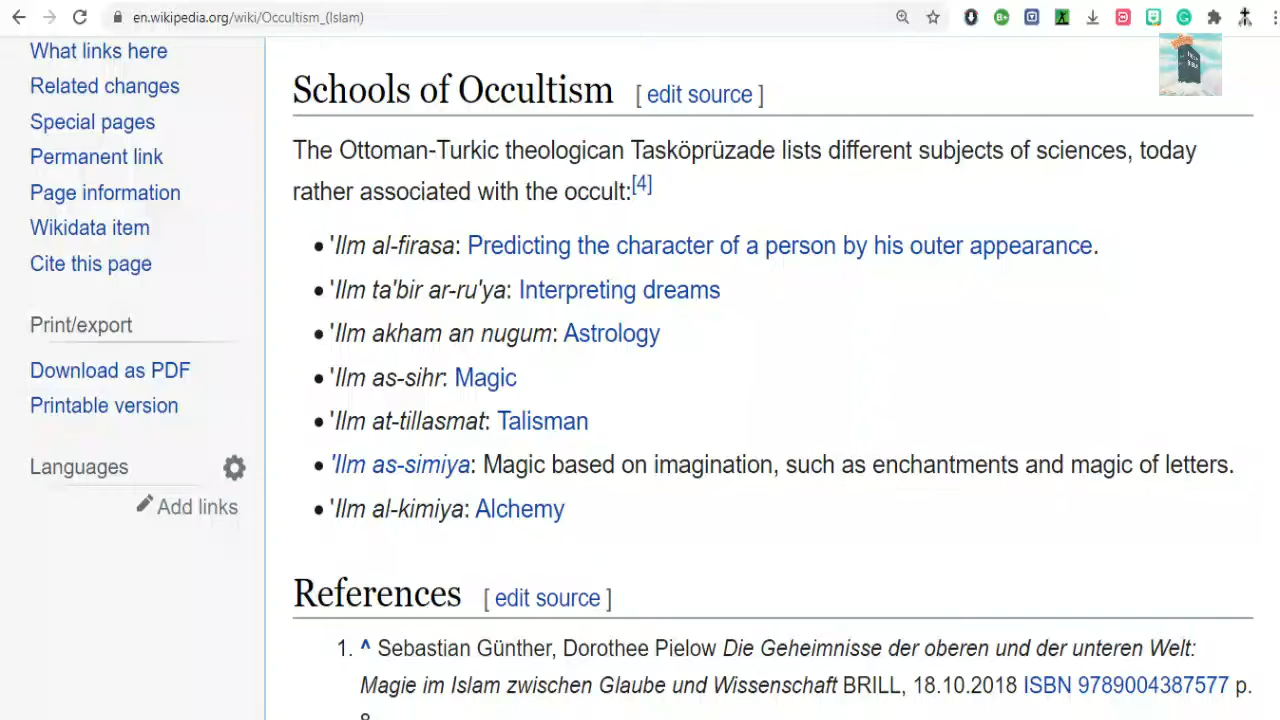 en.wikipedia.org/wiki/Occultism_(Islam)
What links here
Related changes
Special pages
Permanent link
Page information
Wikidata item
Cite this page
Print/export
Download as PDF
Printable version
Languages
Add links
Schools of Occultism [ edit source ]
The Ottoman-Turkic theologican Tasköprüzade lists different subjects of sciences, today
rather associated with the occult:[4]
• 'Ilm al-firasa: Predicting the character of a person by his outer appearance.
• 'Ilm ta'bir ar-ru'ya: Interpreting dreams
• 'Ilm akham an nugum: Astrology
• 'Ilm as-sihr: Magic
• 'Ilm at-tillasmat: Talisman
• 'Ilm as-simiya: Magic based on imagination, such as enchantments and magic of letters.
• 'Ilm al-kimiya: Alchemy
References [ edit source ]
1. ^ Sebastian Günther, Dorothee Pielow Die Geheimnisse der oberen und der unteren Welt:
Magie im Islam zwischen Glaube und Wissenschaft BRILL, 18.10.2018 ISBN 9789004387577 p.